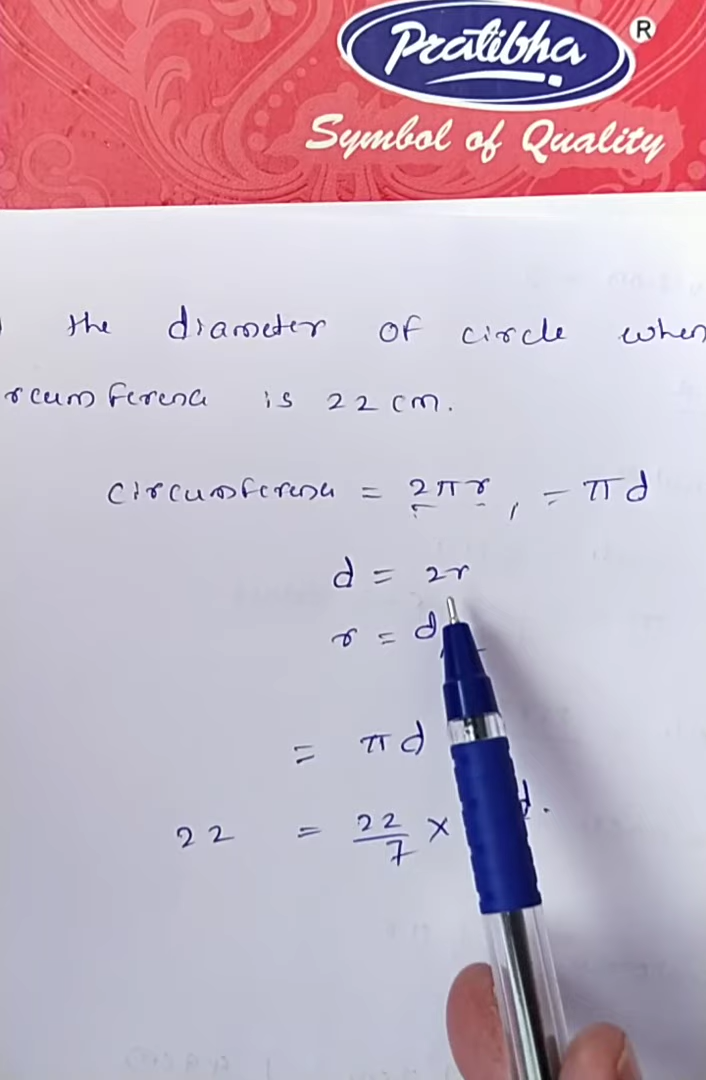 Pratibha ®
Symbol of Quality
the diameter of circle when
rcumference is 22 cm.
Circumference = 2πr, = πd
d = 2r
r = d
= πd
22 = 22/7 × d.